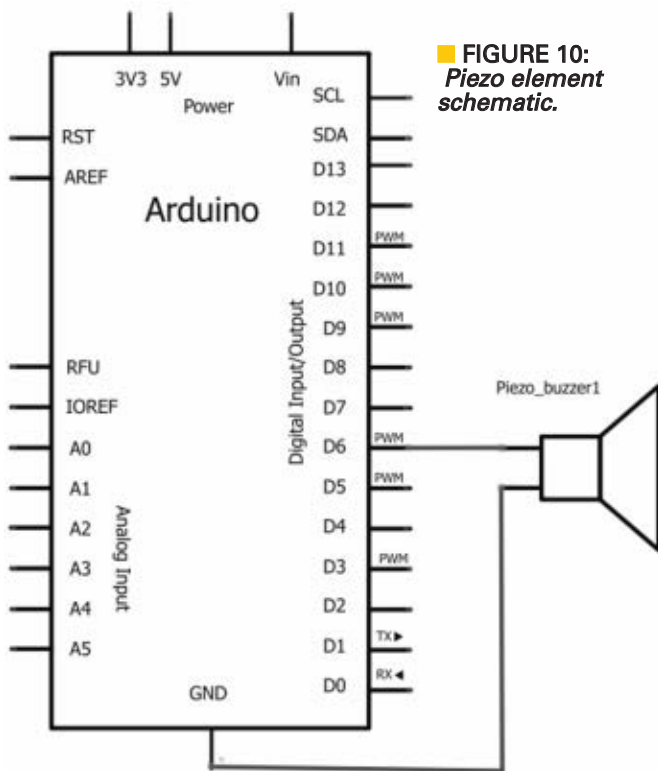 FIGURE 10:
Piezo element
schematic.
3V3 5V Vin
Power
RST
AREF
Arduino
RFU
IOREF
A0
A1
A2
A3
A4
A5
Analog Input
SCL
SDA
D13
D12
D11 PWM
D10 PWM
D9 PWM
D8
D7
D6 PWM
D5 PWM
D4
D3 PWM
D2
D1 TX▶
D0 RX◀
Digital Input/Output
GND
Piezo_buzzer1